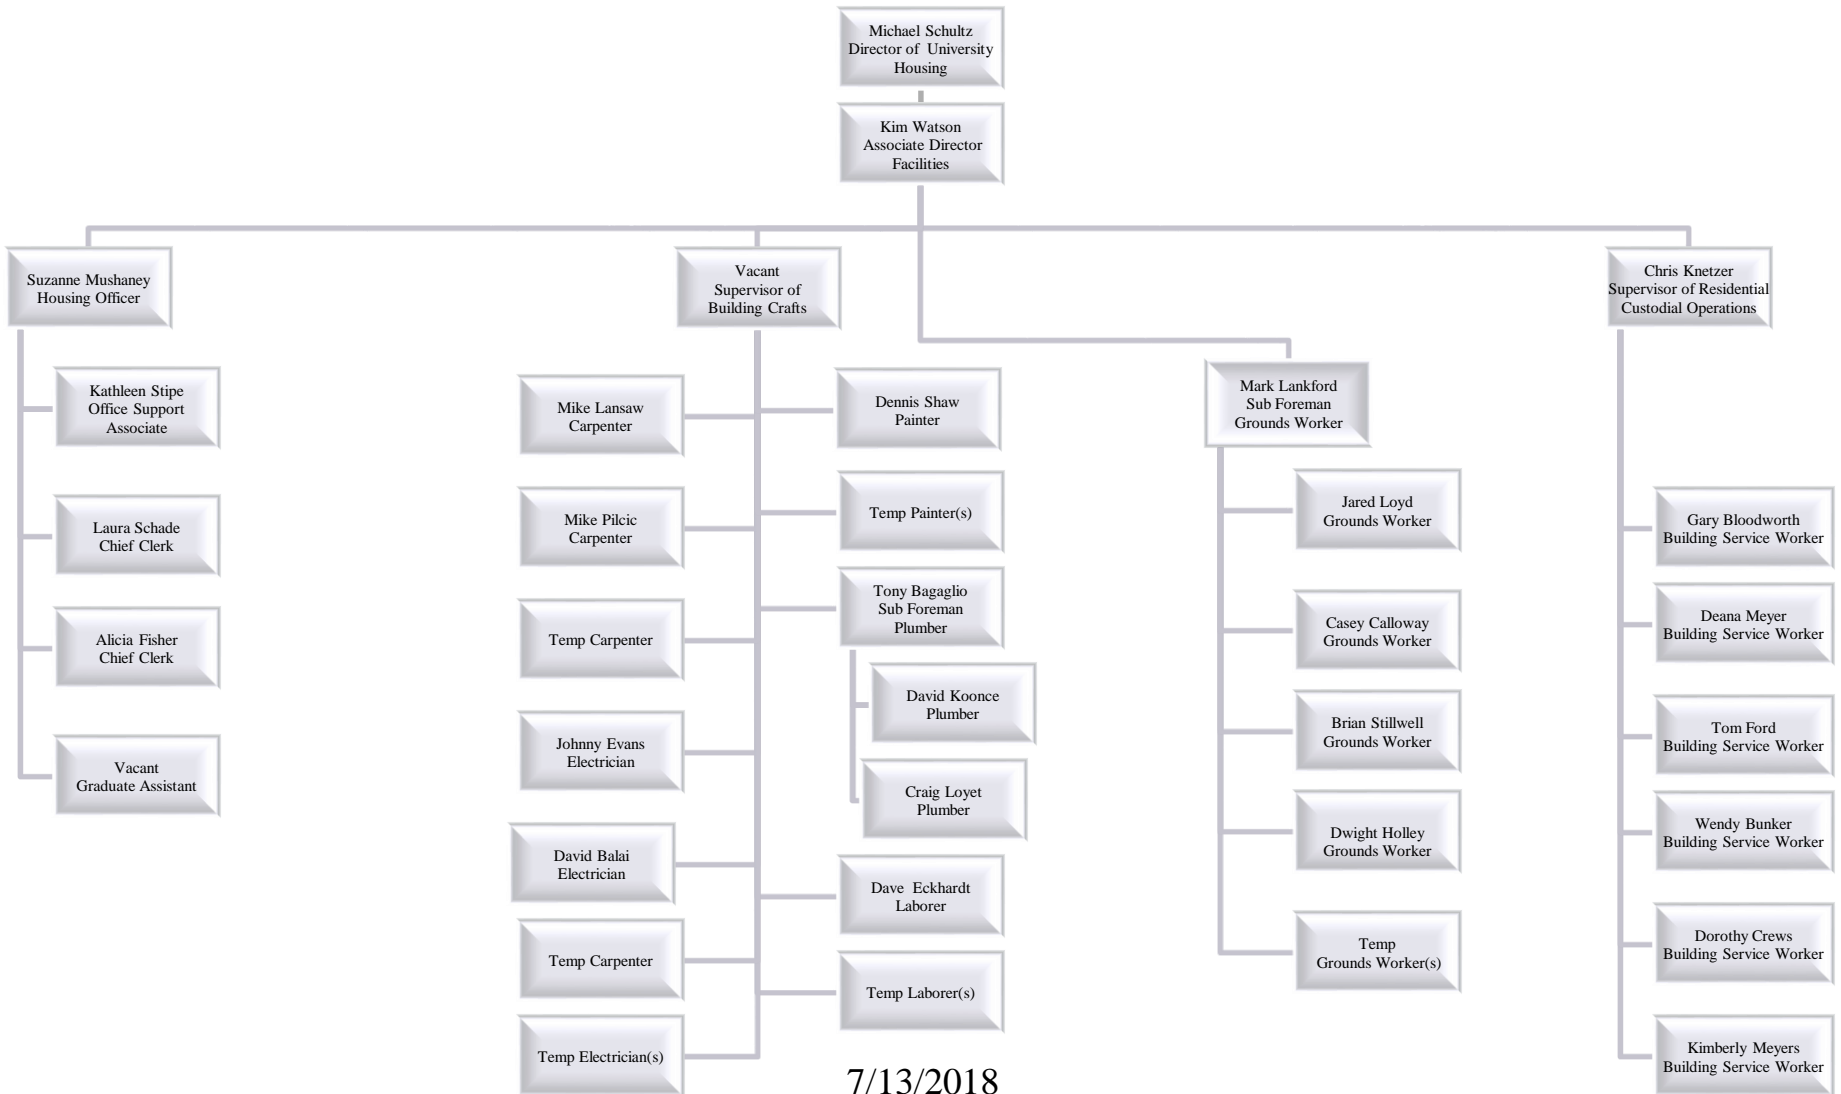 Michael Schultz
Director of University
Housing
Kim Watson
Associate Director
Facilities
Suzanne Mushaney
Housing Officer
Kathleen Stipe
Office Support
Associate
Laura Schade
Chief Clerk
Alicia Fisher
Chief Clerk
Vacant
Graduate Assistant
Vacant
Supervisor of
Building Crafts
Mike Lansaw
Carpenter
Mike Pilcic
Carpenter
Temp Carpenter
Johnny Evans
Electrician
David Balai
Electrician
Temp Carpenter
Temp Electrician(s)
Dennis Shaw
Painter
Temp Painter(s)
Tony Bagaglio
Sub Foreman
Plumber
David Koonce
Plumber
Craig Loyet
Plumber
Dave Eckhardt
Laborer
Temp Laborer(s)
Mark Lankford
Sub Foreman
Grounds Worker
Jared Loyd
Grounds Worker
Casey Calloway
Grounds Worker
Brian Stillwell
Grounds Worker
Dwight Holley
Grounds Worker
Temp
Grounds Worker(s)
Chris Knetzer
Supervisor of Residential
Custodial Operations
Gary Bloodworth
Building Service Worker
Deana Meyer
Building Service Worker
Tom Ford
Building Service Worker
Wendy Bunker
Building Service Worker
Dorothy Crews
Building Service Worker
Kimberly Meyers
Building Service Worker
7/13/2018